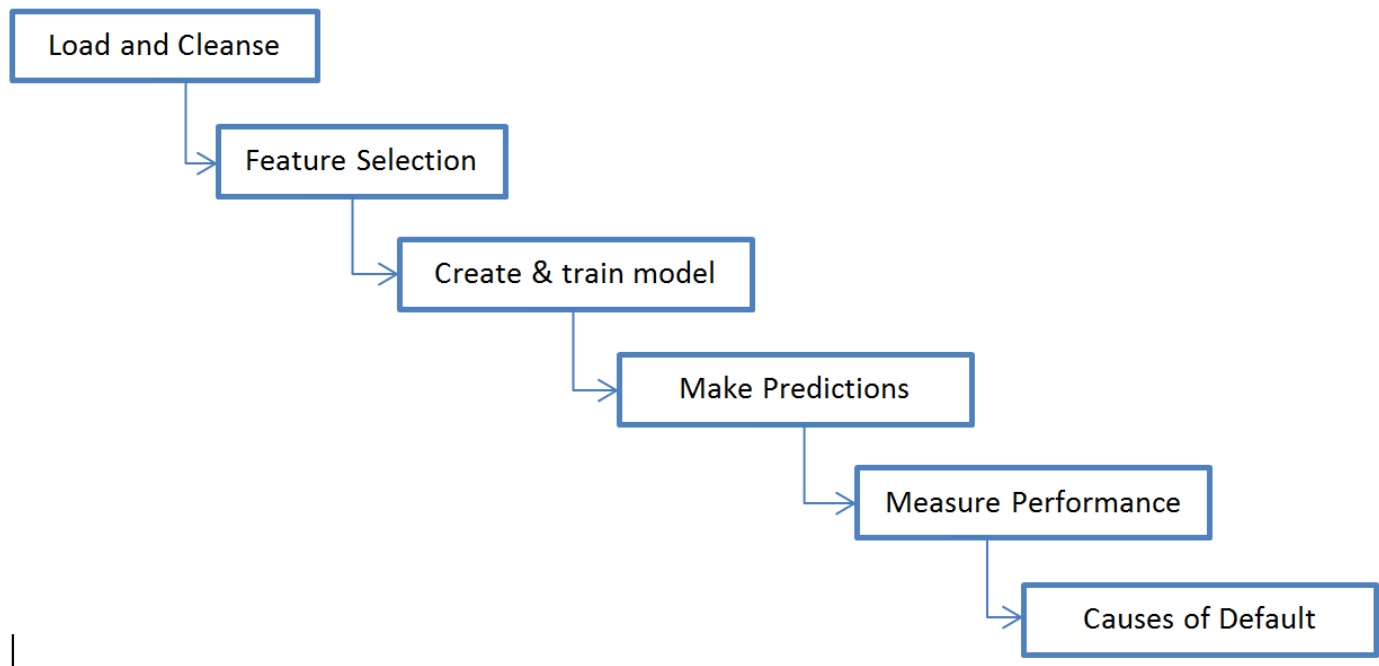 Load and Cleanse
Feature Selection
Create & train model
Make Predictions
Measure Performance
Causes of Default